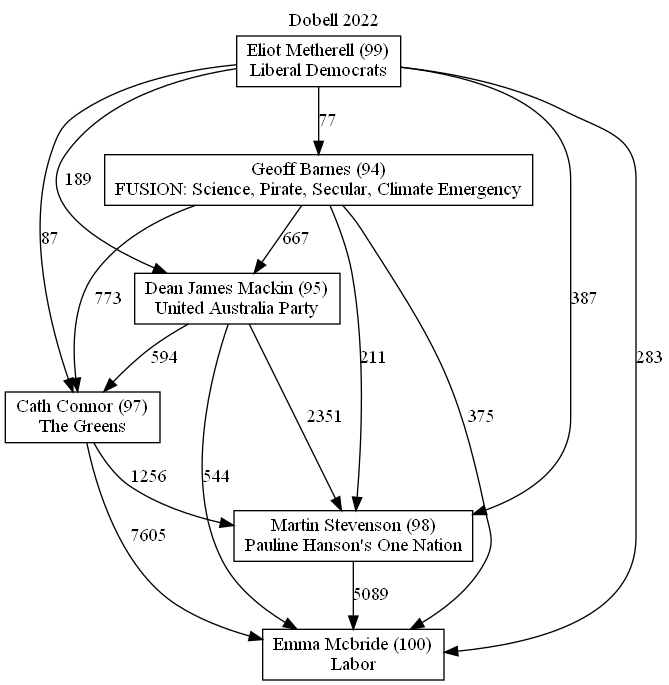 Dobell 2022
Eliot Metherell (99)
Liberal Democrats
77
Geoff Barnes (94)
FUSION: Science, Pirate, Secular, Climate Emergency
189
87
667
773
Dean James Mackin (95)
United Australia Party
387
211
283
594
Cath Connor (97)
The Greens
2351
375
1256
544
7605
Martin Stevenson (98)
Pauline Hanson's One Nation
5089
Emma Mcbride (100)
Labor